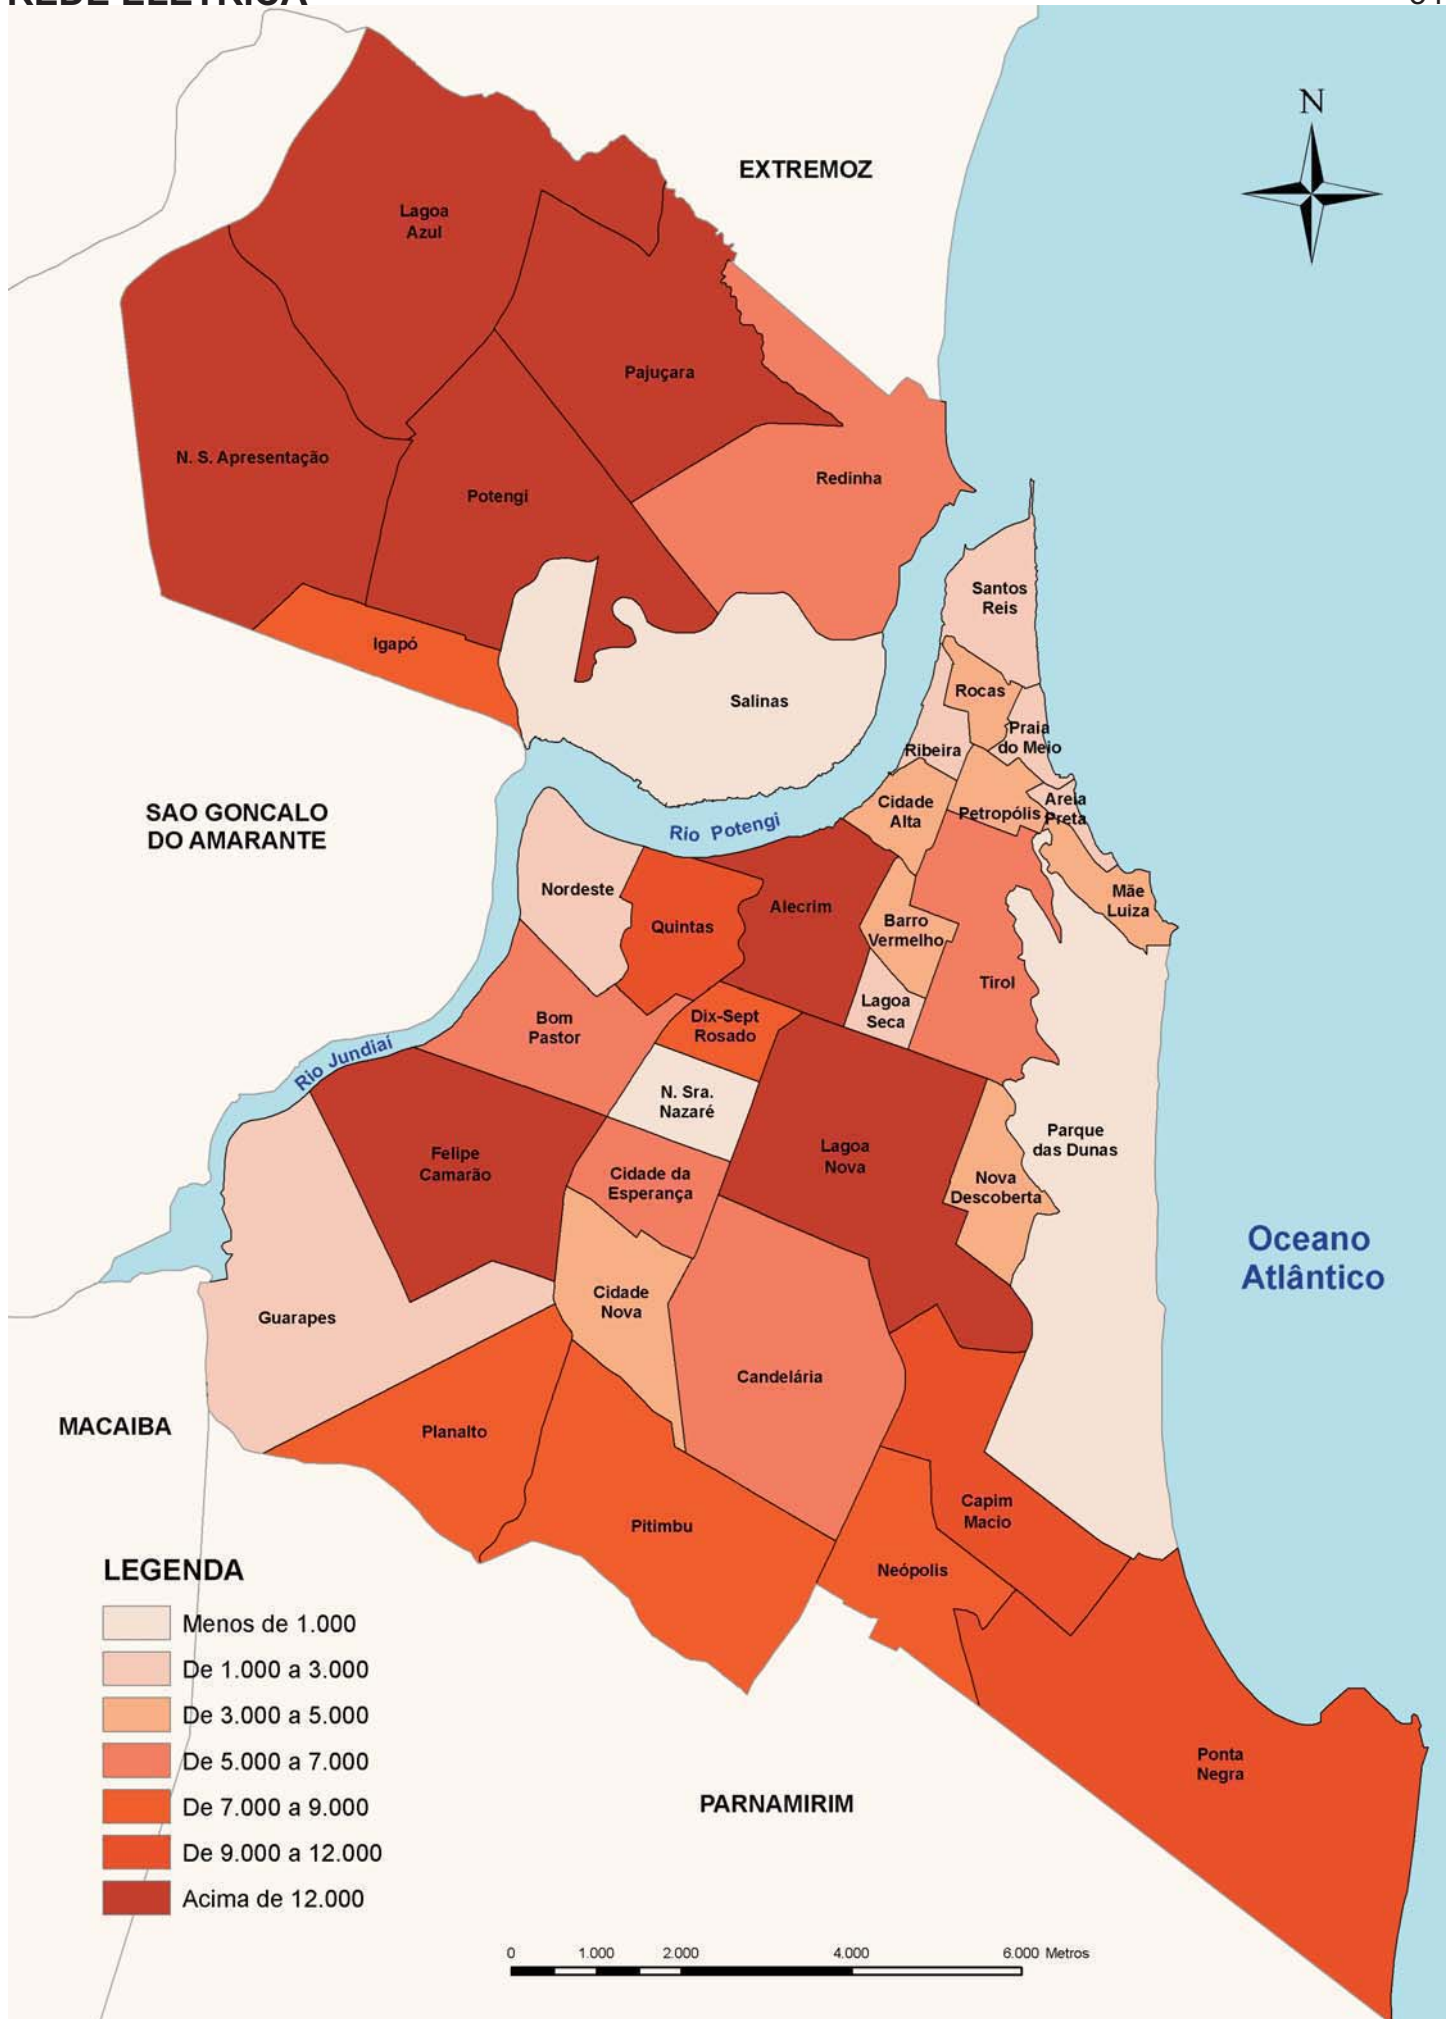 N
EXTREMOZ
Lagoa
Azul
Pajuçara
N. S. Apresentação
Potengi
Redinha
Santos
Reis
Igapó
Rocas
Salinas
Praia
do Meio
Ribeira
Areia
Preta
Cidade
Alta
Petropólis
SAO GONCALO
DO AMARANTE
Rio Potengi
Nordeste
Mãe
Luiza
Alecrim
Quintas
Barro
Vermelho
Tirol
Lagoa
Seca
Bom
Pastor
Dix-Sept
Rosado
Rio Jundiaí
N. Sra.
Nazaré
Parque
das Dunas
Lagoa
Nova
Felipe
Camarão
Cidade da
Esperança
Nova
Descoberta
Oceano
Atlântico
Cidade
Nova
Guarapes
Candelária
MACAIBA
Planalto
Capim
Macio
Pitimbu
Neópolis
LEGENDA
Menos de 1.000
De 1.000 a 3.000
De 3.000 a 5.000
De 5.000 a 7.000
De 7.000 a 9.000
De 9.000 a 12.000
Acima de 12.000
Ponta
Negra
PARNAMIRIM
0 1.000 2.000 4.000 6.000 Metros